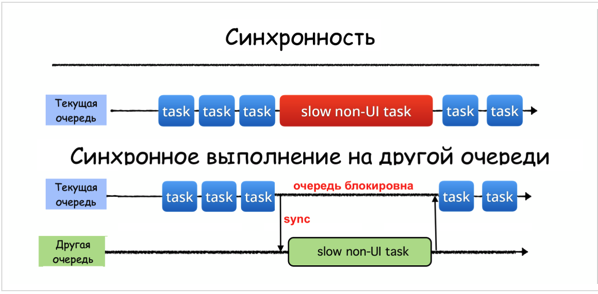 Синхронность
Текущая
очередь
task task task slow non-UI task task task
Синхронное выполнение на другой очереди
Текущая
очередь
task task task очередь блокировна task task
sync
Другая
очередь
slow non-UI task